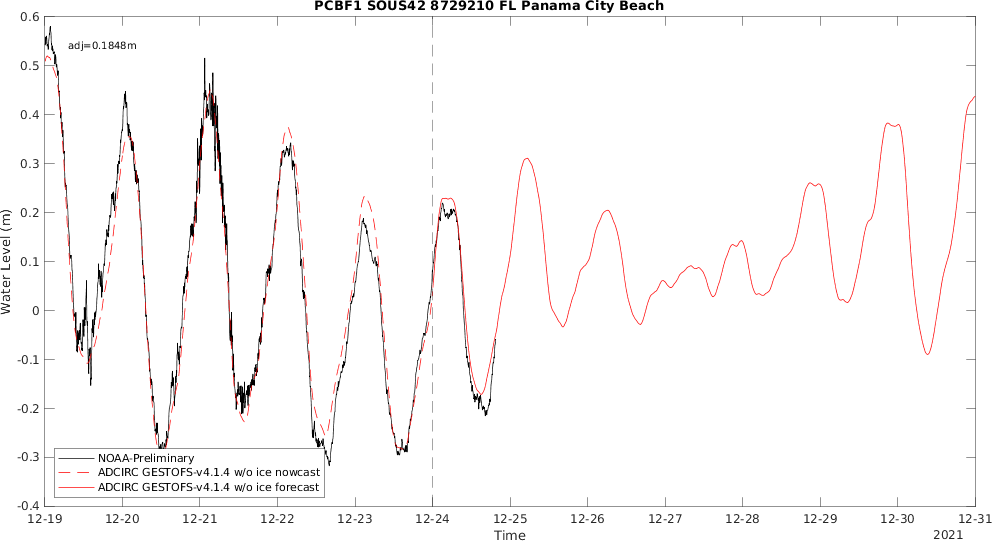 PCBF1 SOUS42 8729210 FL Panama City Beach
0.6
adj=0.1848m
0.5
0.4
0.3
0.2
0.1
0
-0.1
-0.2
-0.3
-0.4
Water Level (m)
NOAA-Preliminary
ADCIRC GESTOFS-v4.1.4 w/o ice nowcast
ADCIRC GESTOFS-v4.1.4 w/o ice forecast
12-19 12-20 12-21 12-22 12-23 12-24 12-25 12-26 12-27 12-28 12-29 12-30 12-31
Time
2021